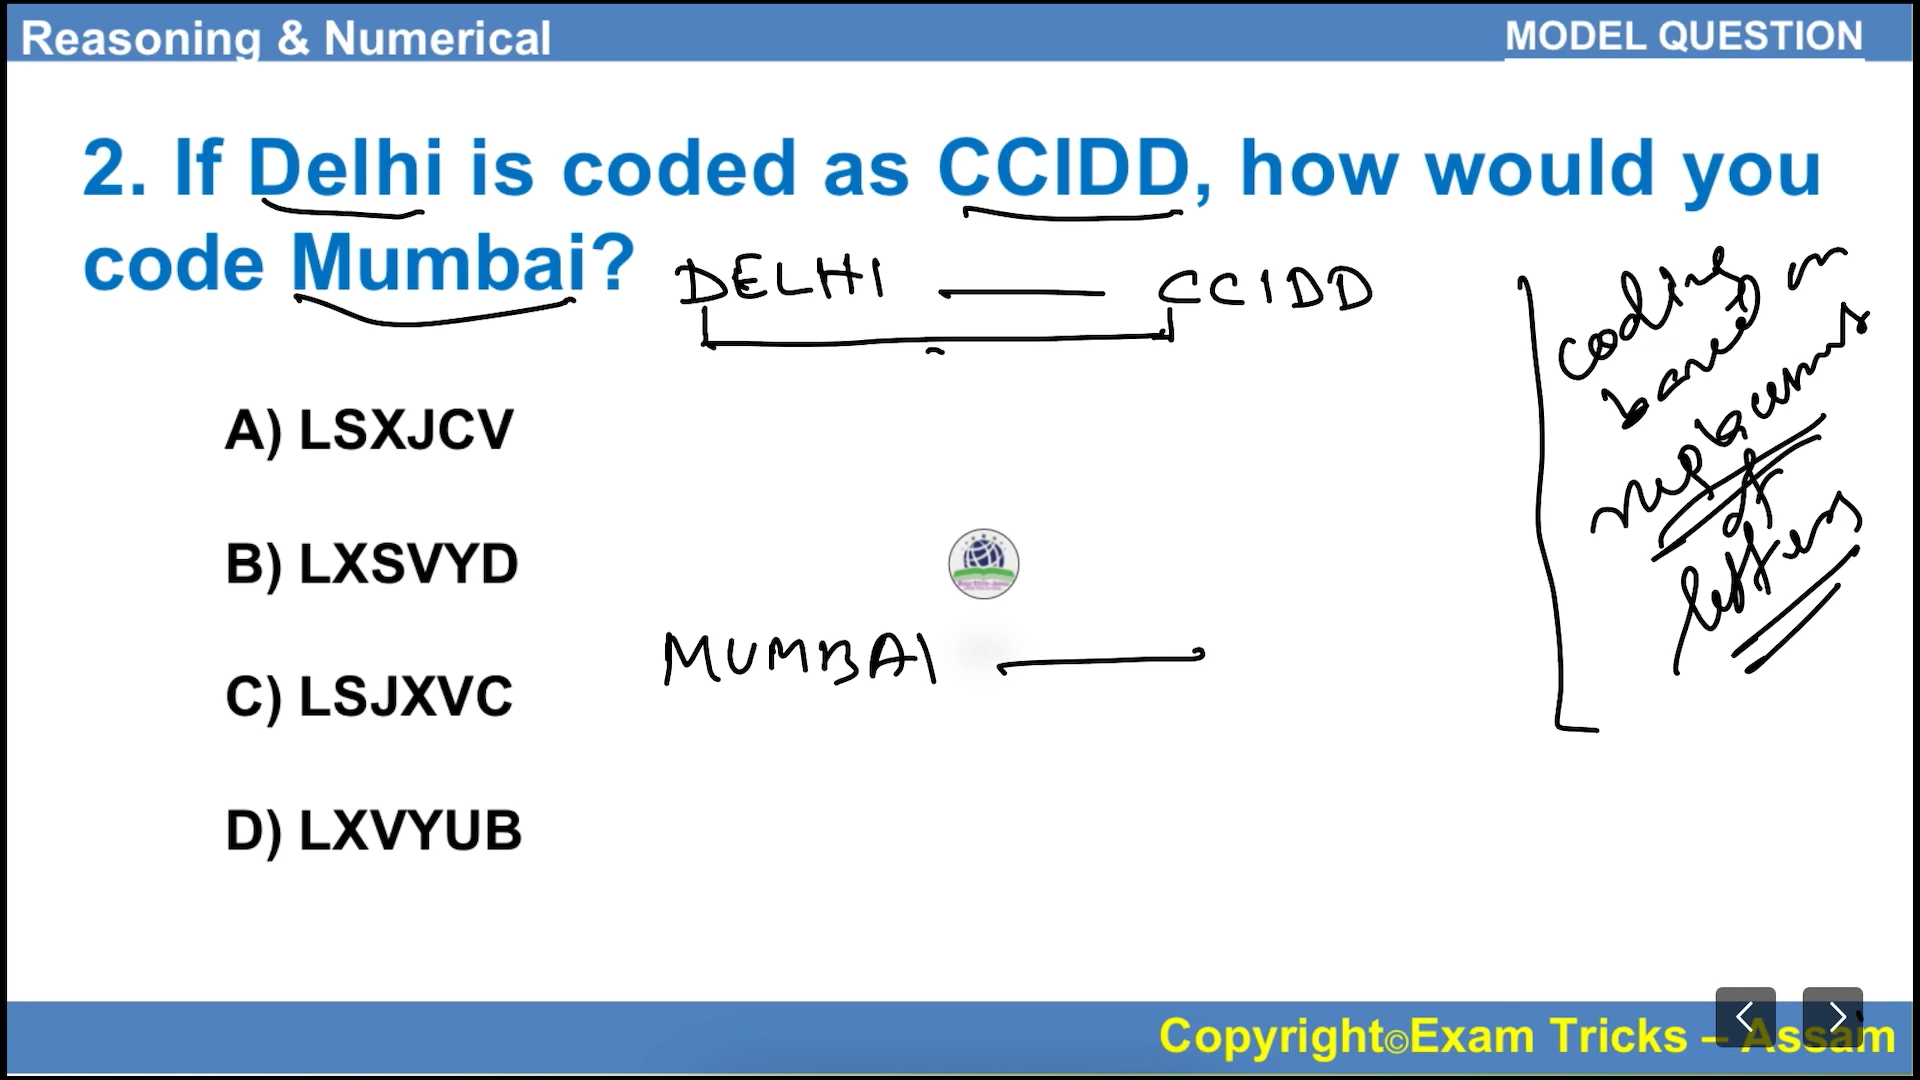 Reasoning & Numerical
MODEL QUESTION
2. If Delhi is coded as CCIDD, how would you
code Mumbai?
DELHI — CCIDD
A) LSXJCV
B) LXSVYD
C) LSJXVC
D) LXVYUB
MUMBAI —
coding on
based
replacements
of
letters
Copyright©Exam Tricks – Assam